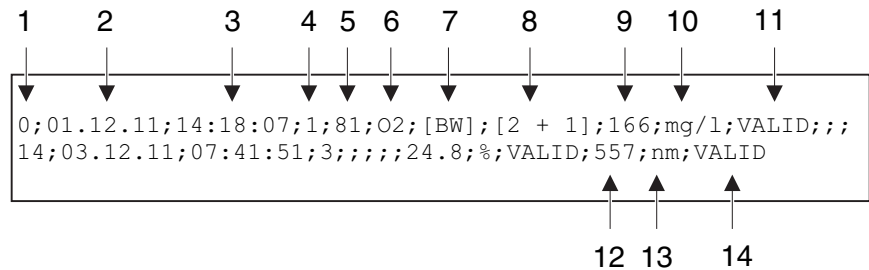 1 2 3 4 5 6 7 8 9 10 11
0;01.12.11;14:18:07;1;81;O2;[BW];[2 + 1];166;mg/l;VALID;;;
14;03.12.11;07:41:51;3;;;;;24.8;%;VALID;557;nm;VALID
12 13 14